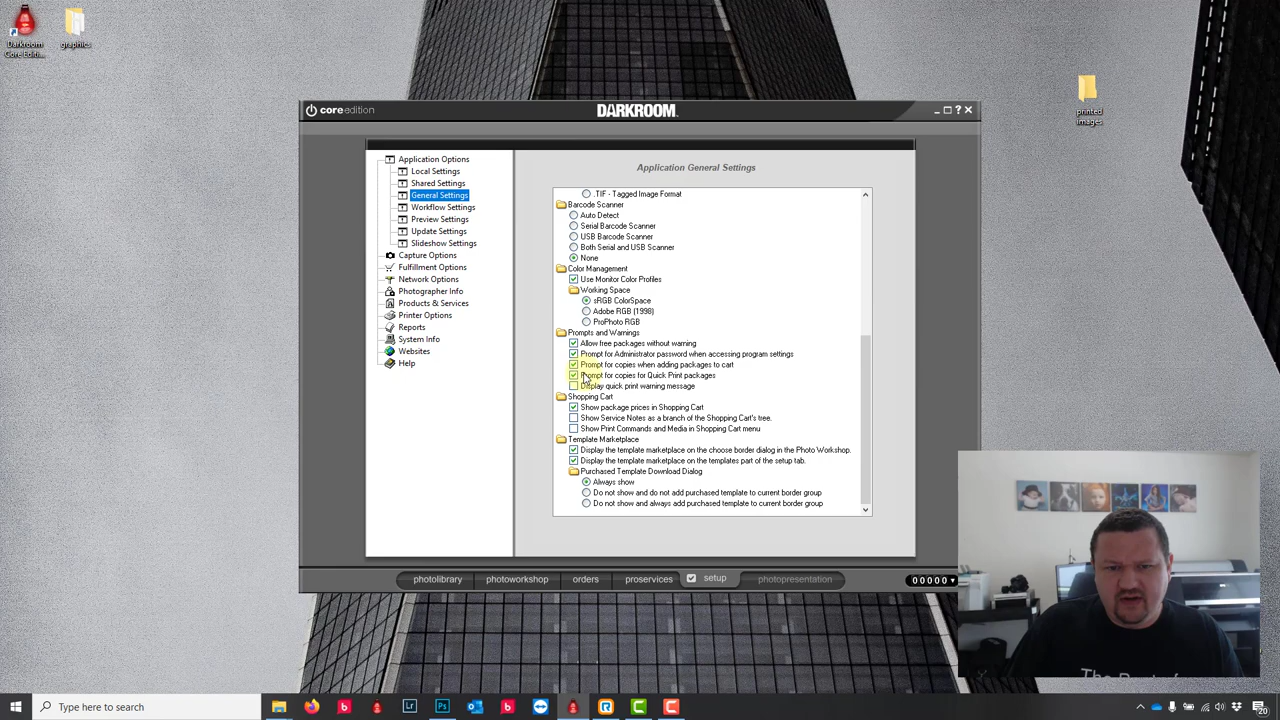 Darkroom
Core Editi...
graphics
printed
images
core edition
DARKROOM
Application Options
Local Settings
Shared Settings
General Settings
Workflow Settings
Preview Settings
Update Settings
Slideshow Settings
Capture Options
Fulfillment Options
Network Options
Photographer Info
Products & Services
Printer Options
Reports
System Info
Websites
Help
Application General Settings
.TIF - Tagged Image Format
Barcode Scanner
Auto Detect
Serial Barcode Scanner
USB Barcode Scanner
Both Serial and USB Scanner
None
Color Management
Use Monitor Color Profiles
Working Space
sRGB ColorSpace
Adobe RGB (1998)
ProPhoto RGB
Prompts and Warnings
Allow free packages without warning
Prompt for Administrator password when accessing program settings
Prompt for copies when adding packages to cart
Prompt for copies for Quick Print packages
Display quick print warning message
Shopping Cart
Show package prices in Shopping Cart
Show Service Notes as a branch of the Shopping Cart's tree.
Show Print Commands and Media in Shopping Cart menu
Template Marketplace
Display the template marketplace on the choose border dialog in the Photo Workshop.
Display the template marketplace on the templates part of the setup tab.
Purchased Template Download Dialog
Always show
Do not show and do not add purchased template to current border group
Do not show and always add purchased template to current border group
photolibrary
photoworkshop
orders
proservices
setup
photopresentation
00000
Type here to search
Lr
Ps
20